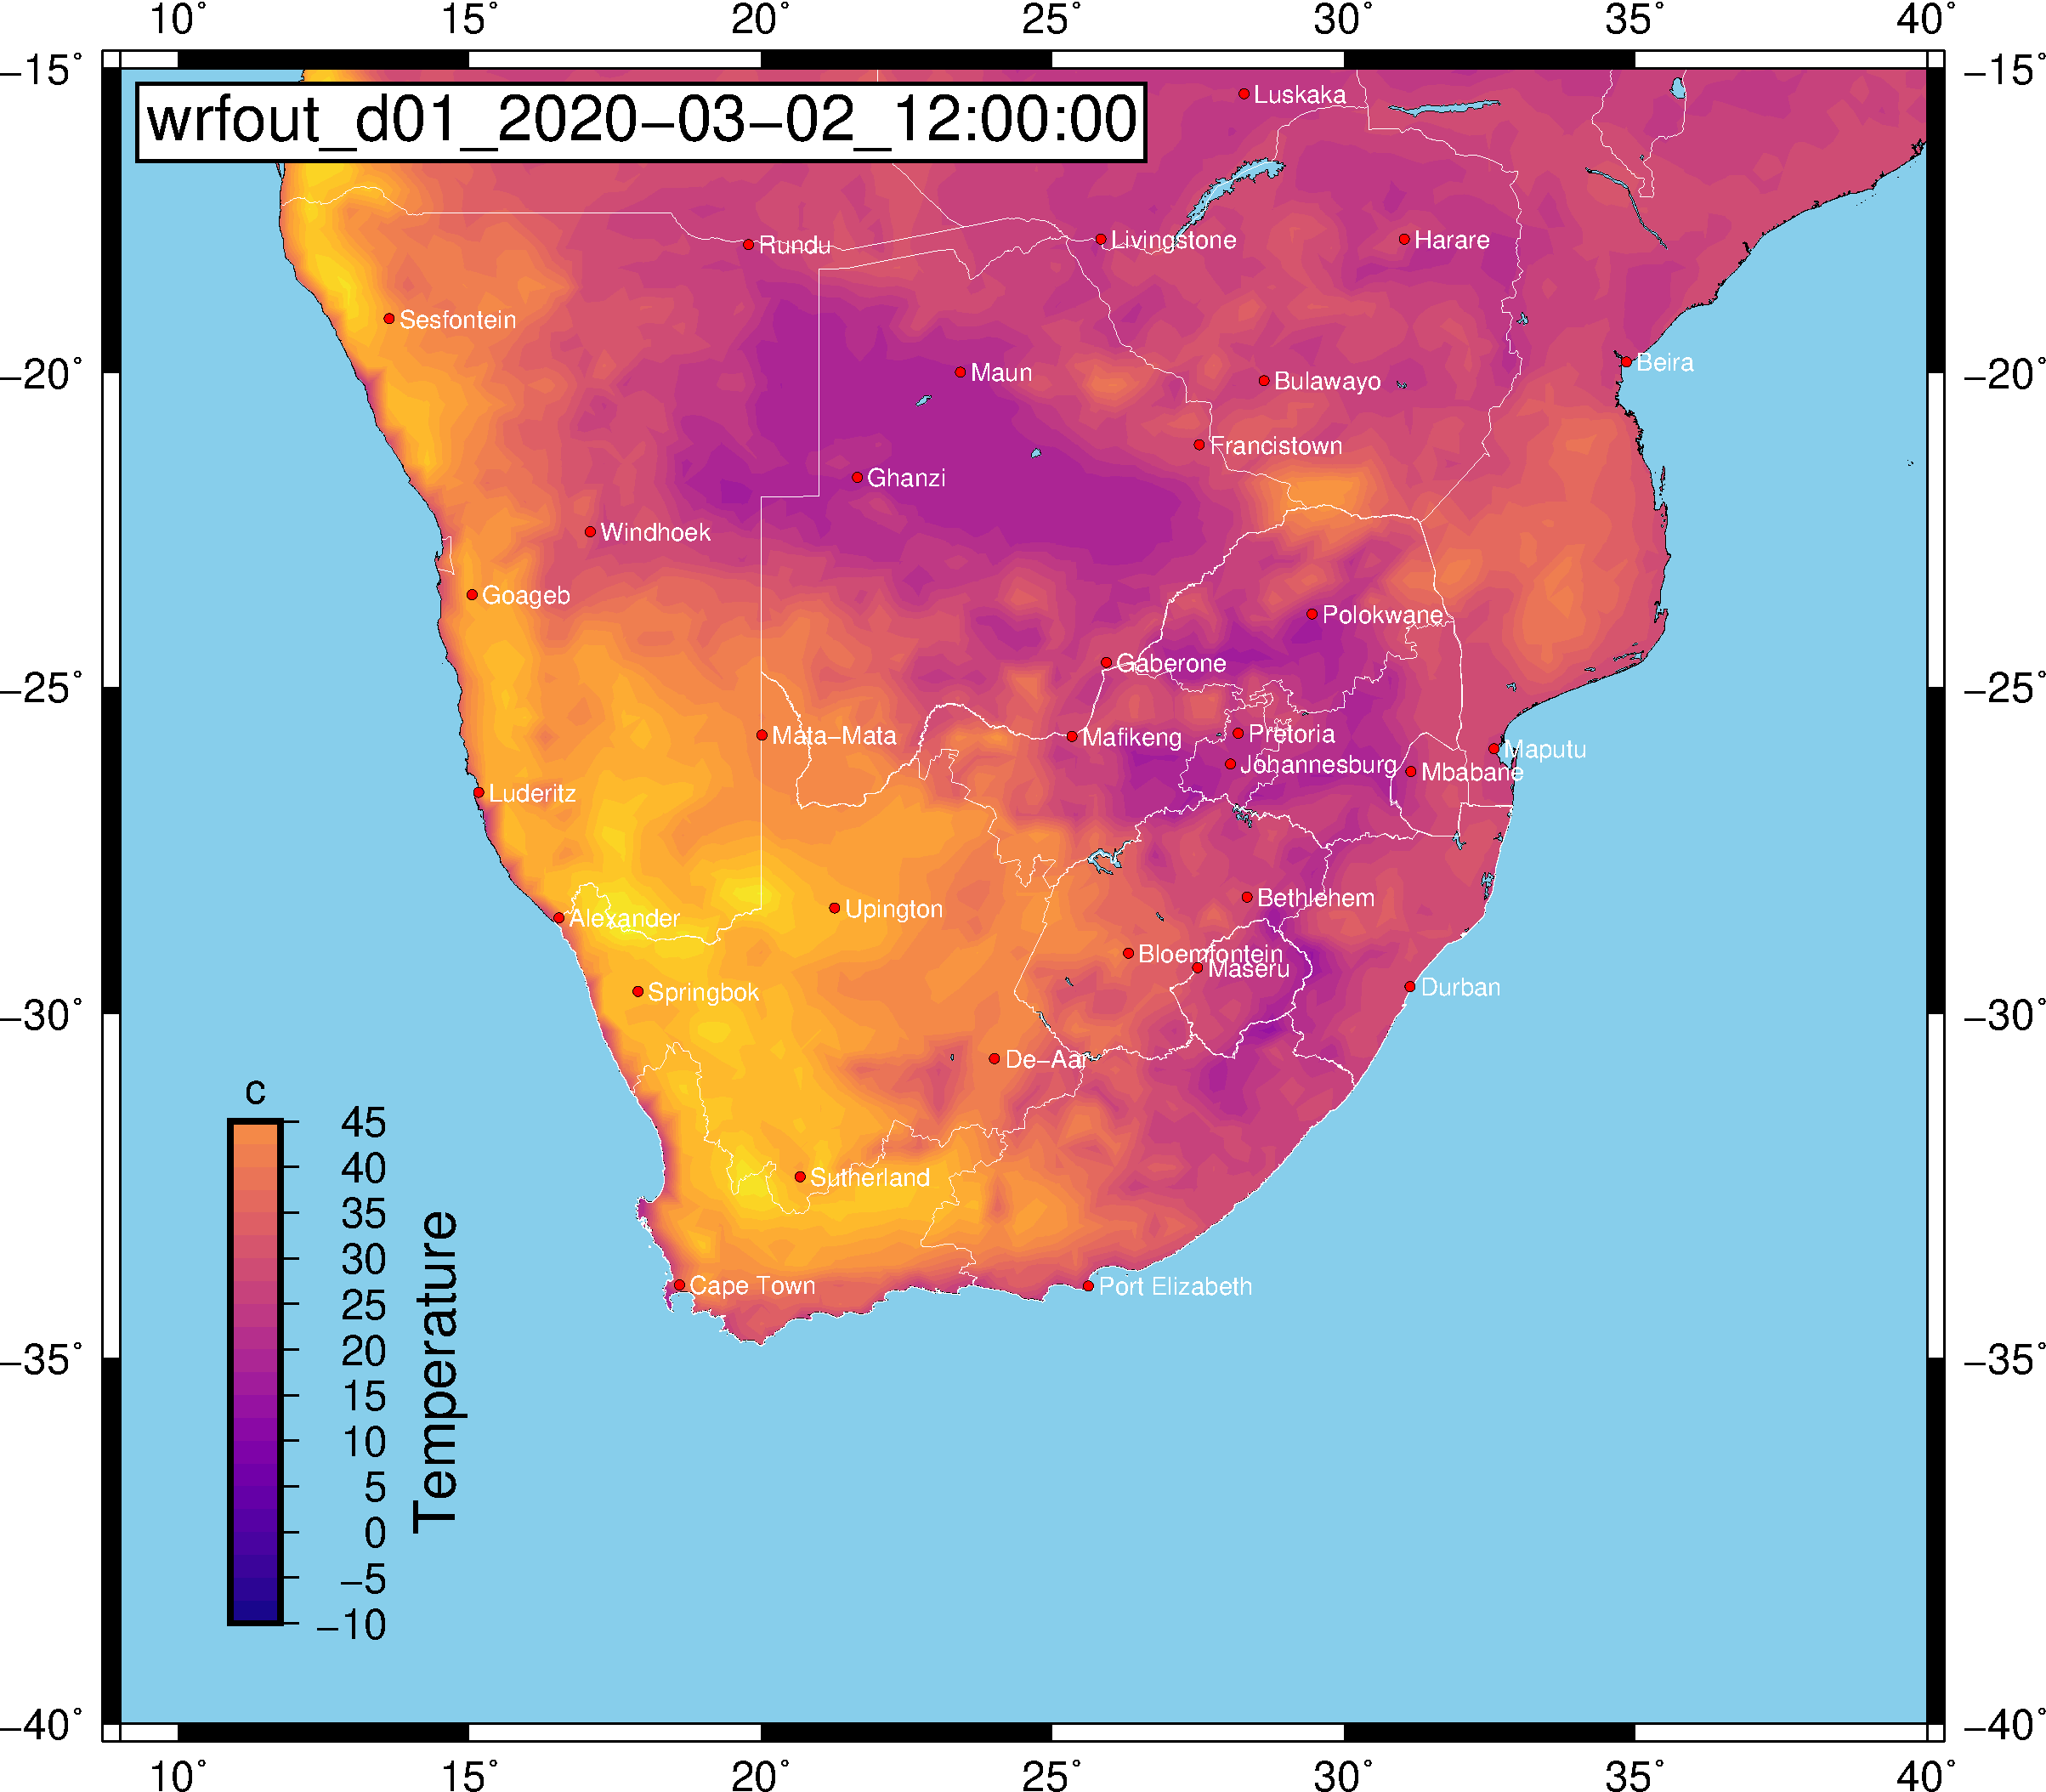 10° 15° 20° 25° 30° 35° 40°
−15° −15°
wrfout_d01_2020−03−02_12:00:00
Luskaka
Rundu
Livingstone
Harare
Sesfontein
−20° −20°
Maun
Bulawayo
Beira
Francistown
Ghanzi
Windhoek
Goageb
Polokwane
Gaberone
−25° −25°
Mata−Mata
Mafikeng
Pretoria
Maputu
Johannesburg
Mbabane
Luderitz
Bethlehem
Upington
Alexander
Bloemfontein
Maseru
Durban
Springbok
−30° −30°
De−Aar
c
45
40
35
30
25
20
15
10
5
0
−5
−10
Temperature
Sutherland
Cape Town
Port Elizabeth
−35° −35°
−40° −40°
10° 15° 20° 25° 30° 35° 40°